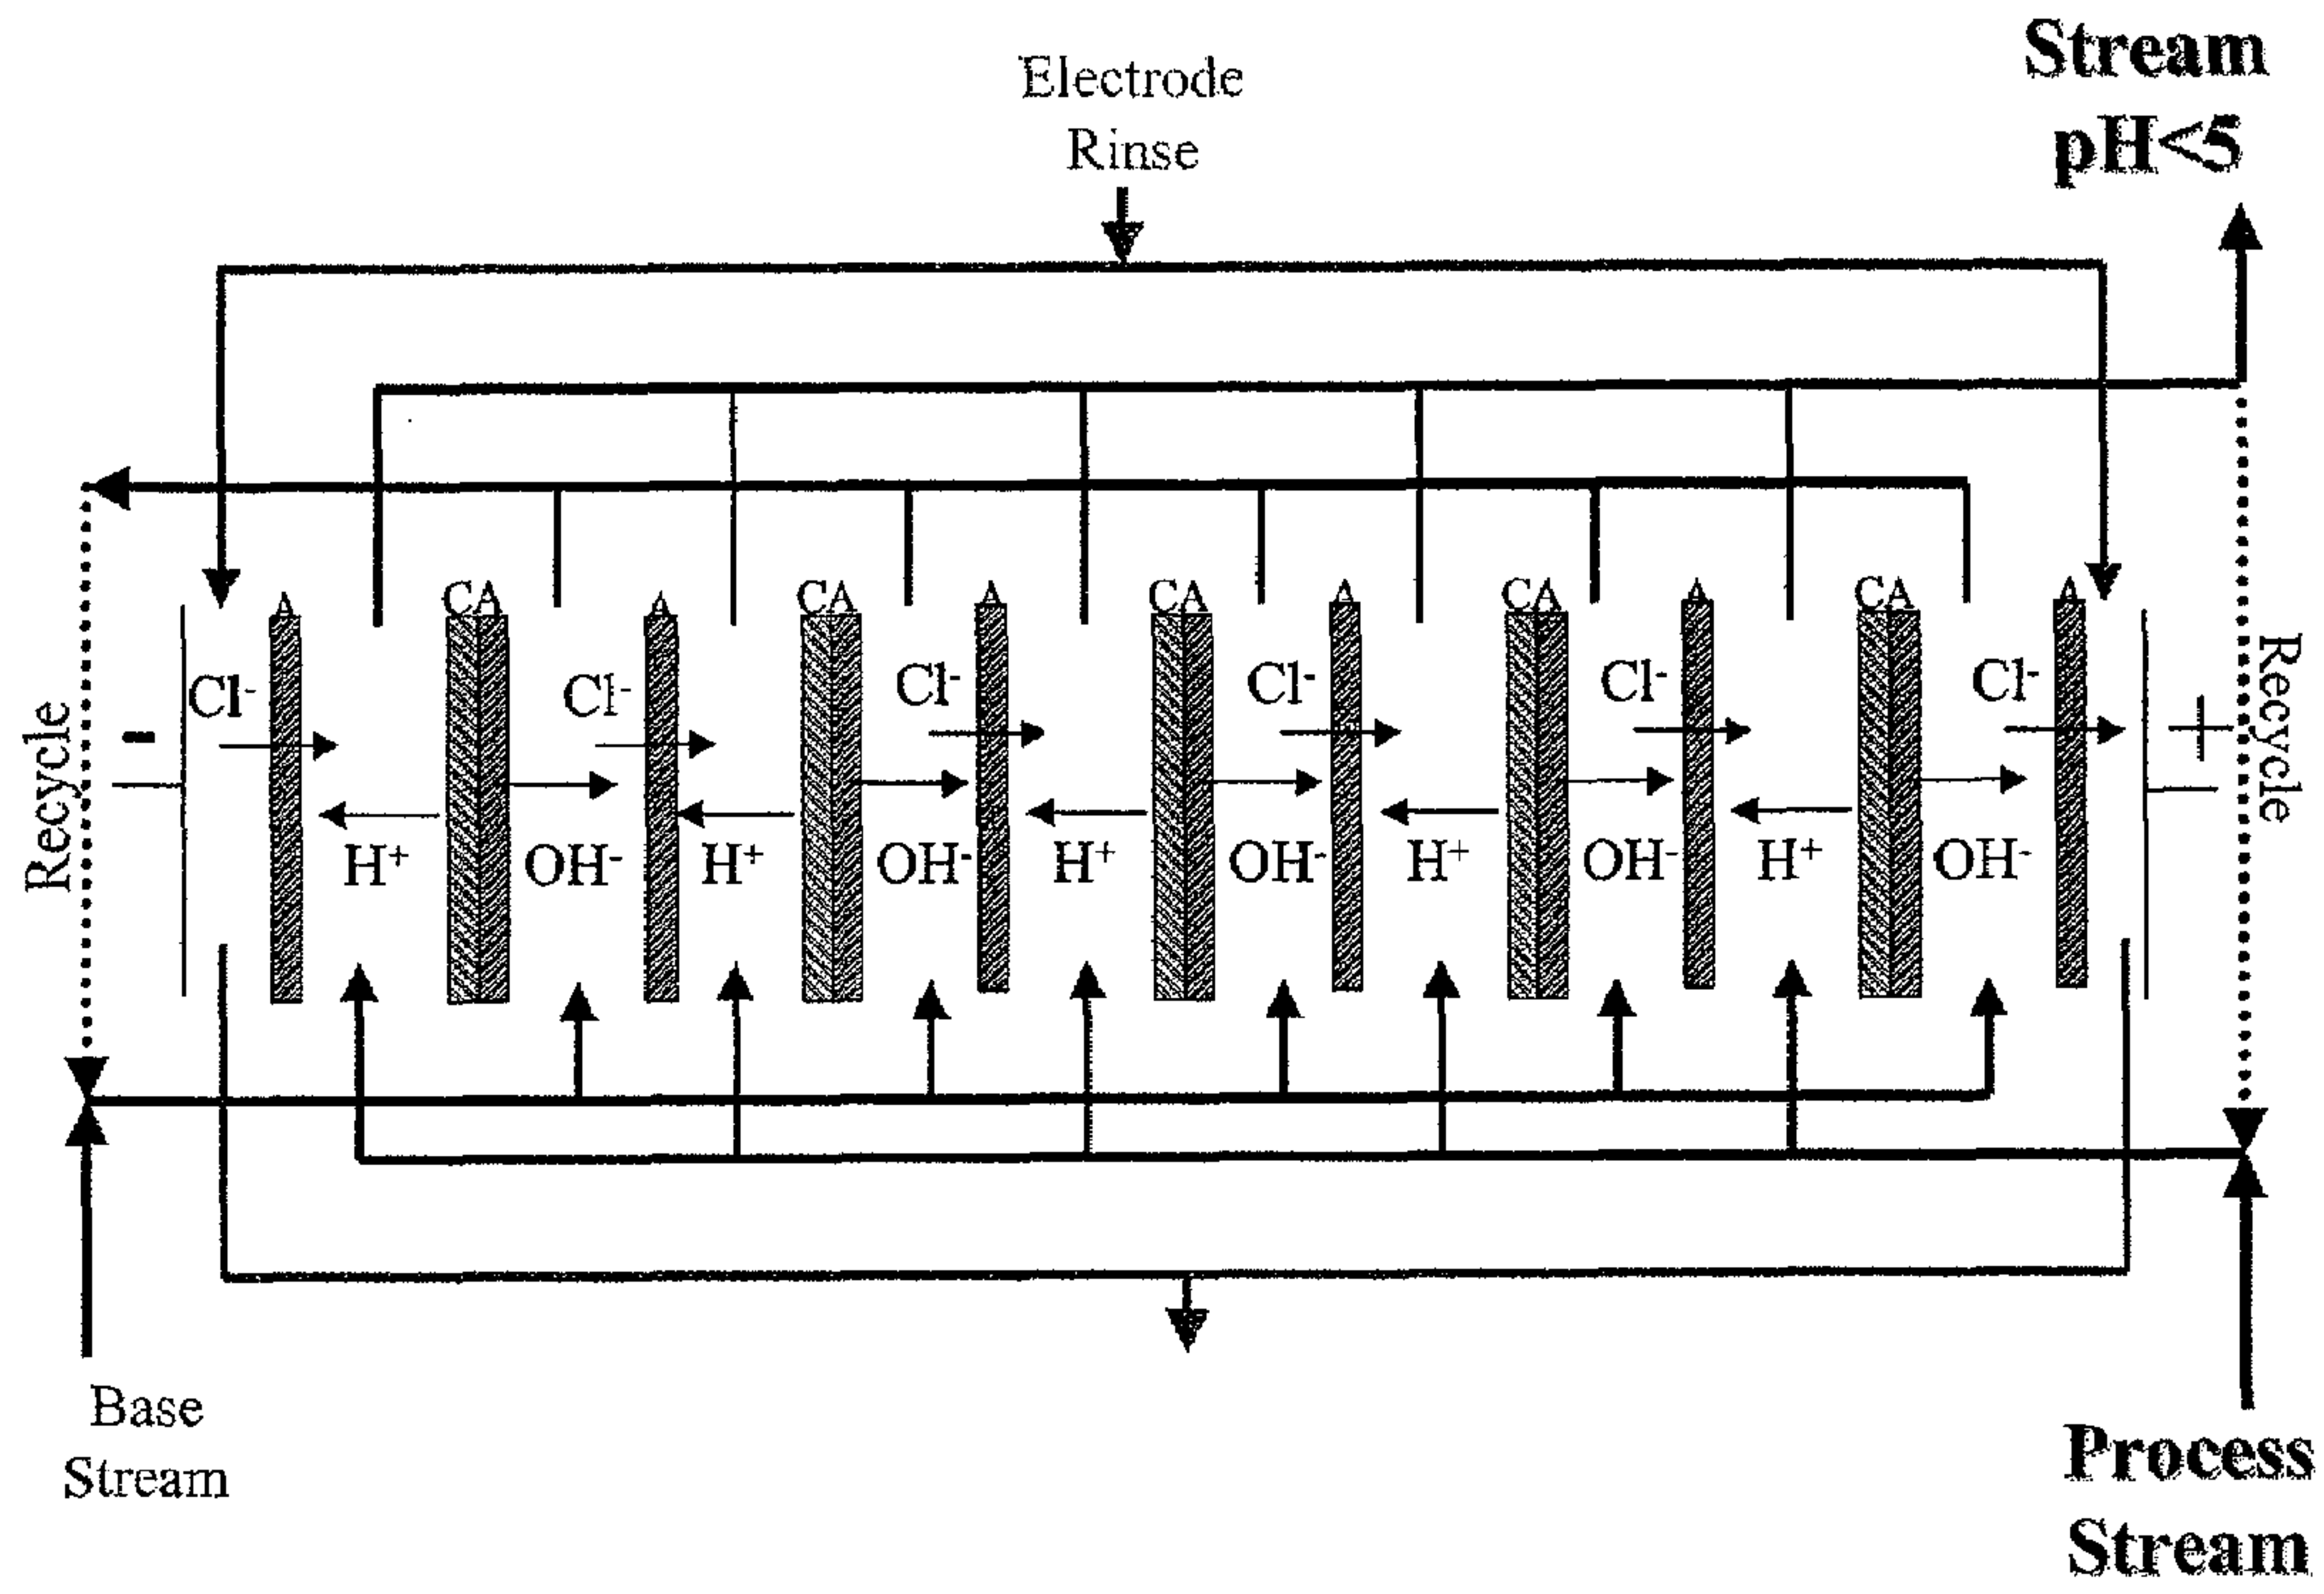 Stream
pH<5
Electrode
Rinse
A CA A CA A CA A CA A CA A
Cl- Cl- Cl- Cl- Cl- Cl-
- +
Recycle
Recycle
H+ OH- H+ OH- H+ OH- H+ OH- H+ OH-
Base
Stream
Process
Stream